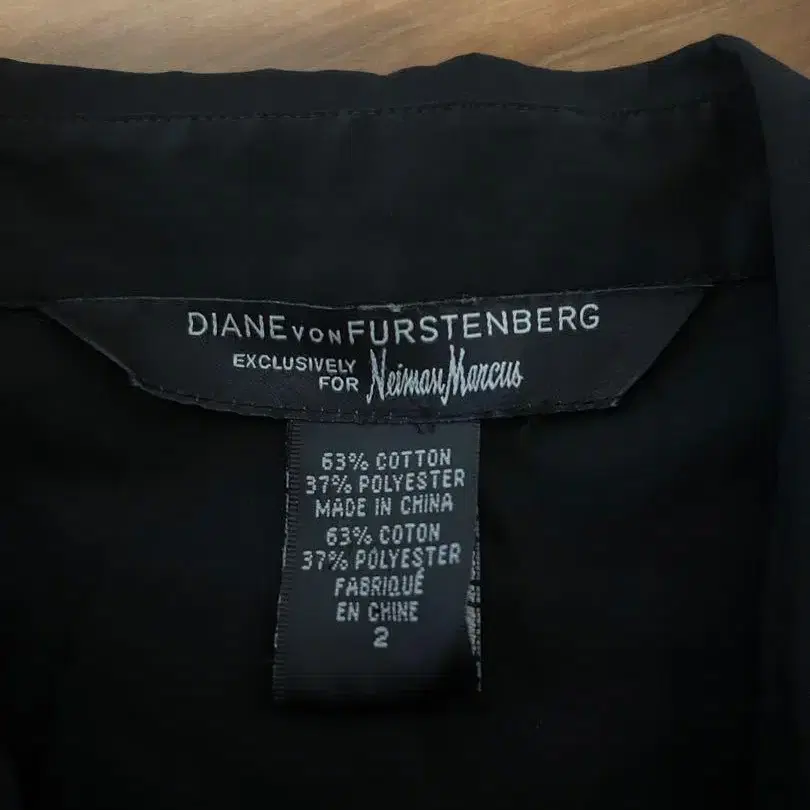 DIANE VON FURSTENBERG
EXCLUSIVELY
FOR Neiman Marcus
63% COTTON
37% POLYESTER
MADE IN CHINA
63% COTON
37% POLYESTER
FABRIQUÉ
EN CHINE
2